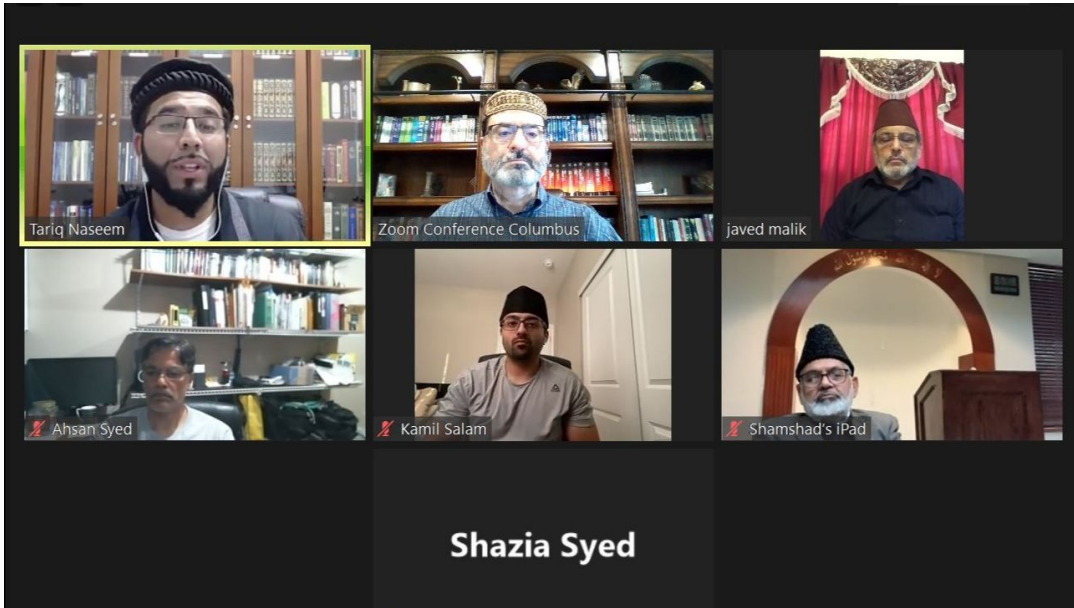 Tariq Naseem
Zoom Conference Columbus
javed malik
Ahsan Syed
Kamil Salam
Shamshad's iPad
Shazia Syed